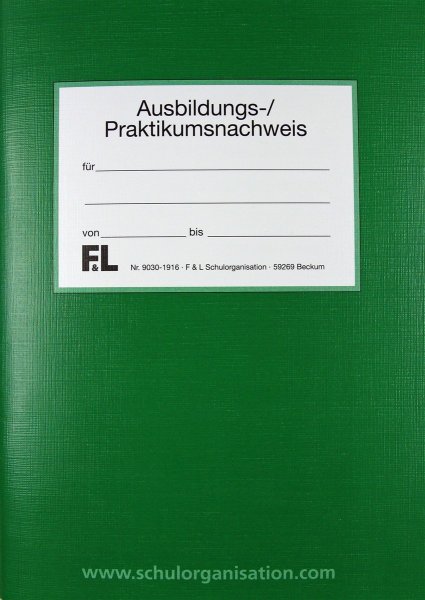 Ausbildungs-/
Praktikumsnachweis
für
von bis
F&L Nr. 9030-1916 · F & L Schulorganisation · 59269 Beckum
www.schulorganisation.com